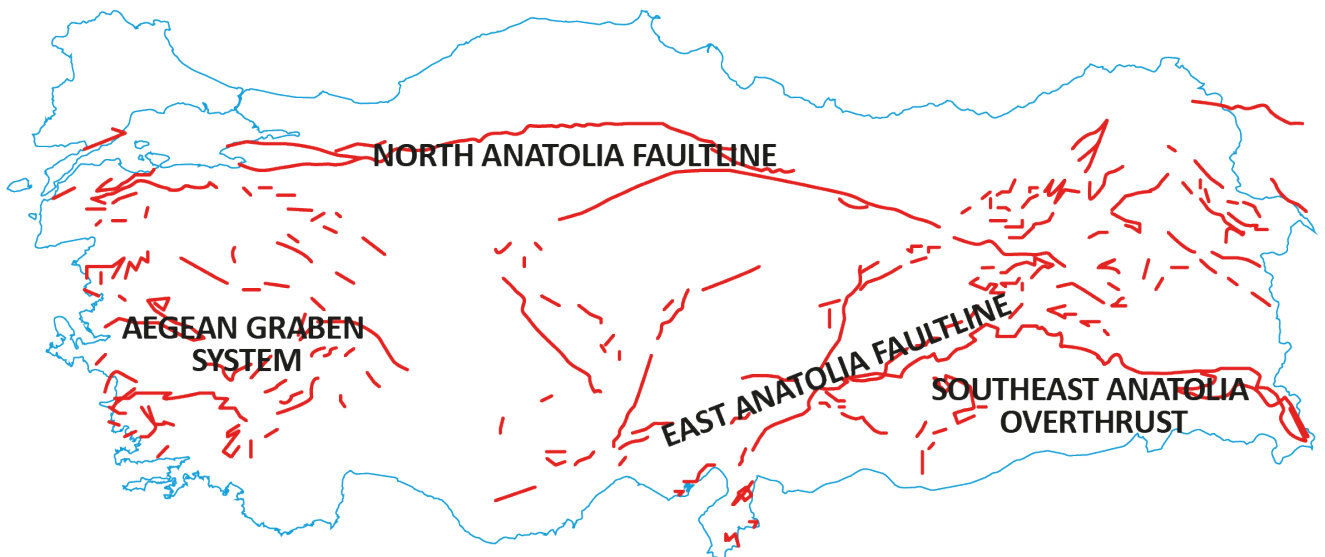 NORTH ANATOLIA FAULTLINE
AEGEAN GRABEN
SYSTEM
EAST ANATOLIA FAULTLINE
SOUTHEAST ANATOLIA
OVERTHRUST